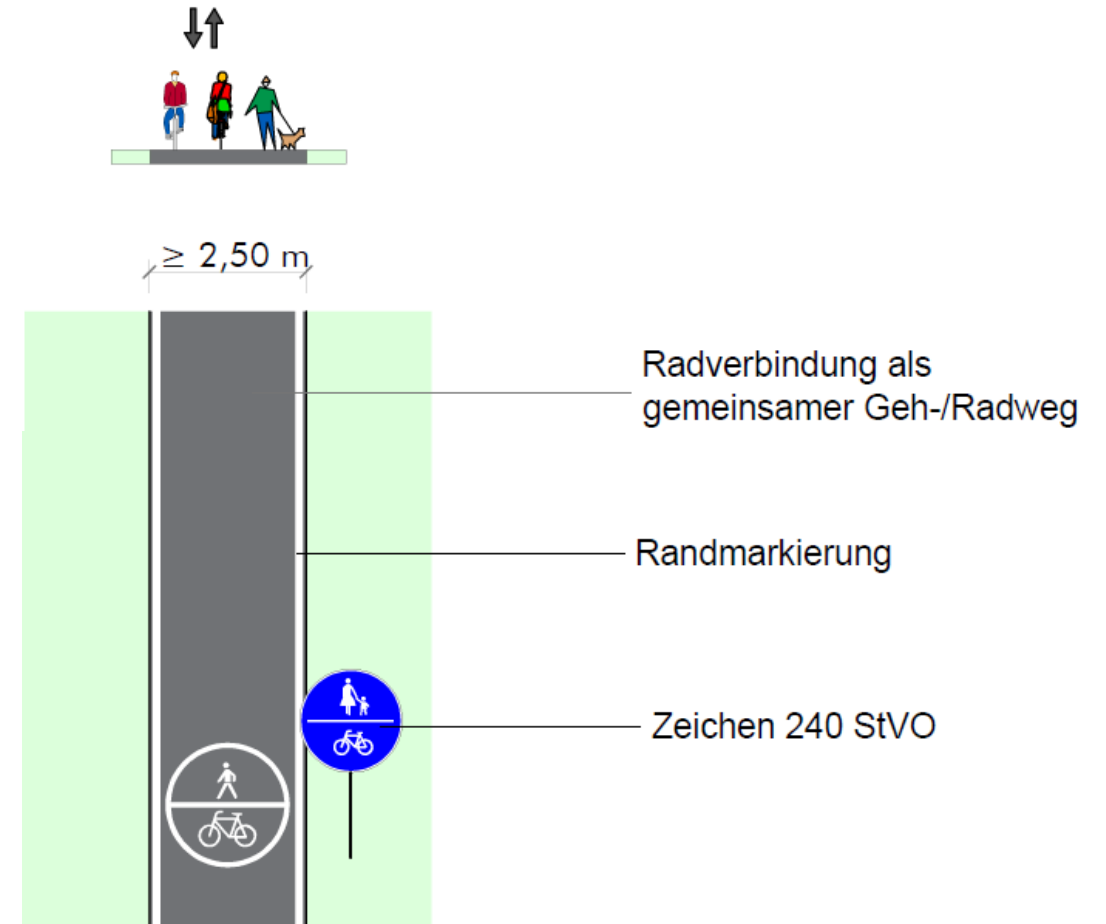 ≥ 2,50 m
Radverbindung als
gemeinsamer Geh-/Radweg
Randmarkierung
Zeichen 240 StVO